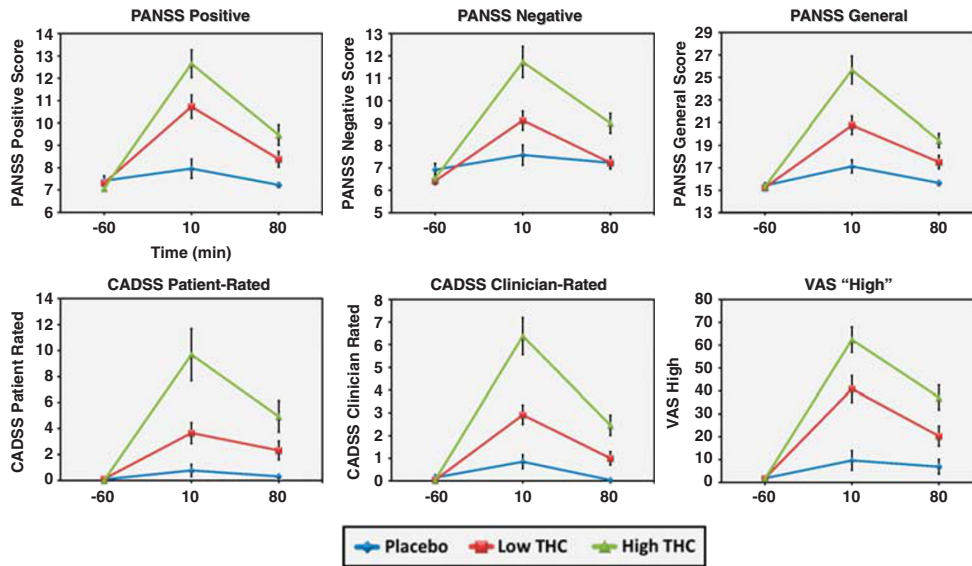 PANSS Positive
PANSS Positive Score
14
13
12
11
10
9
8
7
6
-60 10 80
Time (min)
PANSS Negative
PANSS Negative Score
13
12
11
10
9
8
7
6
5
-60 10 80
PANSS General
PANSS General Score
29
27
25
23
21
19
17
15
13
-60 10 80
CADSS Patient-Rated
CADSS Patient Rated
14
12
10
8
6
4
2
0
-60 10 80
CADSS Clinician-Rated
CADSS Clinician Rated
8
7
6
5
4
3
2
1
0
-60 10 80
VAS “High”
VAS High
80
70
60
50
40
30
20
10
0
-60 10 80
Placebo Low THC High THC